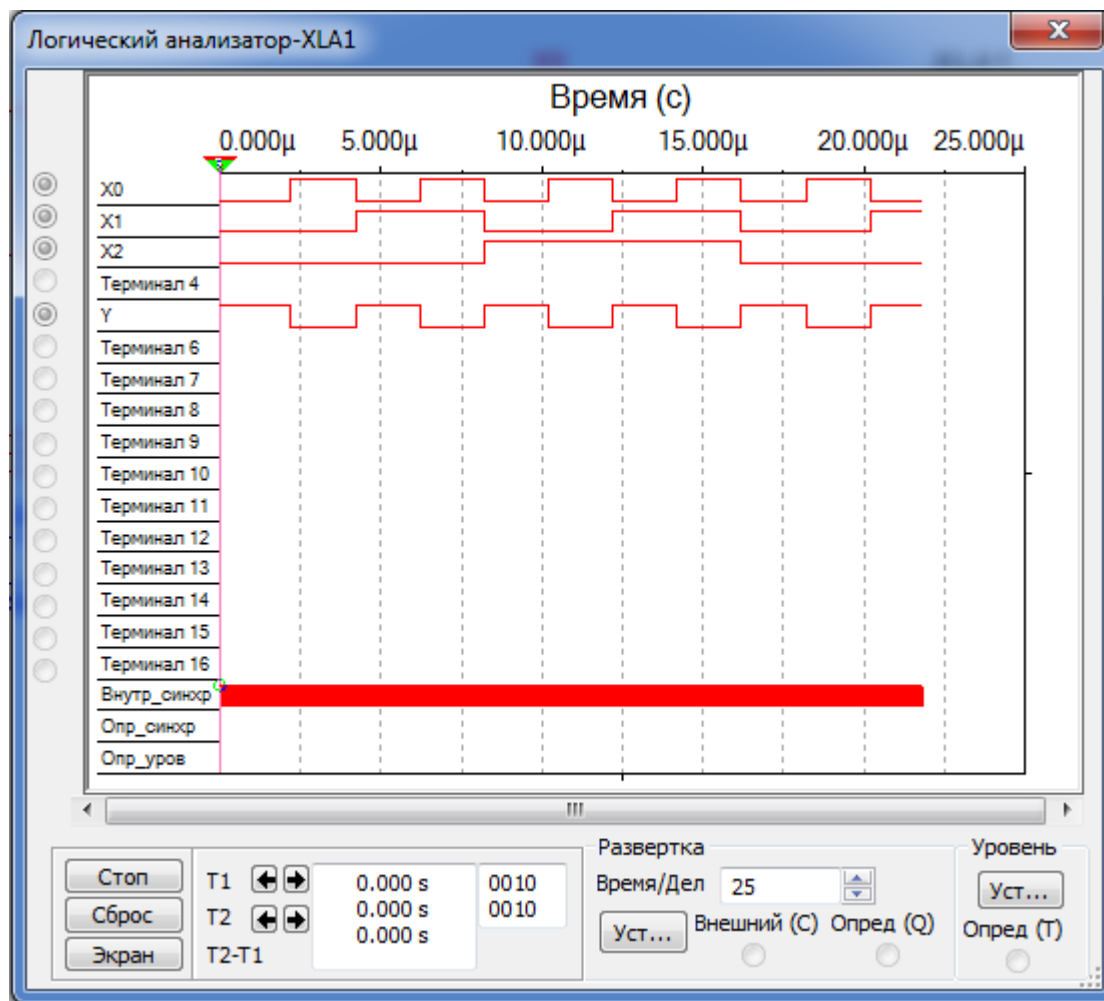 Логический анализатор-XLA1
Время (с)
0.000µ 5.000µ 10.000µ 15.000µ 20.000µ 25.000µ
X0
X1
X2
Терминал 4
Y
Терминал 6
Терминал 7
Терминал 8
Терминал 9
Терминал 10
Терминал 11
Терминал 12
Терминал 13
Терминал 14
Терминал 15
Терминал 16
Внутр_синхр
Опр_синхр
Опр_уров
Стоп
Сброс
Экран
T1 0.000 s 0010
T2 0.000 s 0010
T2-T1 0.000 s
Развертка
Время/Дел 25
Уст... Внешний (C) Опред (Q)
Уровень
Уст...
Опред (T)